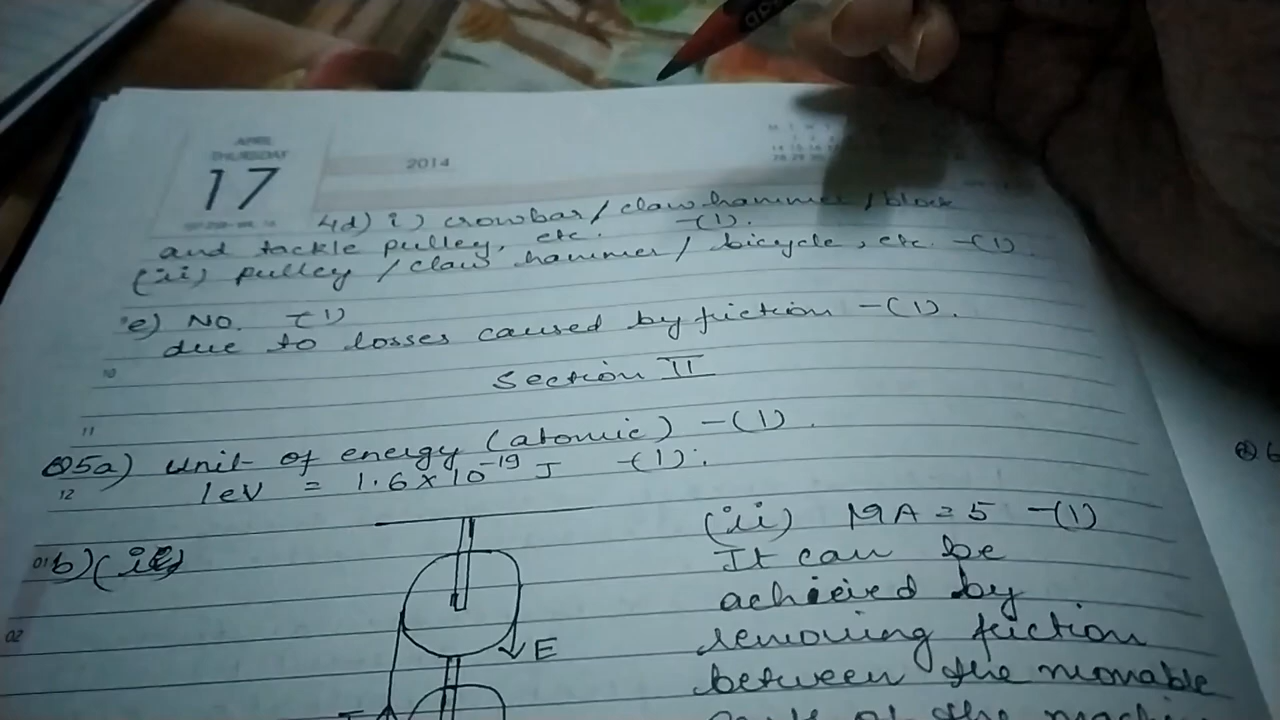 APRIL
THURSDAY
17
2014
4d) i) crowbar / claw hammer / block
and tackle pulley, etc. -(1).
(ii) pulley / claw hammer / bicycle, etc. -(1).
e) No. -(1)
due to losses caused by friction -(1).
10
Section II
11
Q5a) Unit of energy (atomic) -(1).
12
1eV = 1.6 × 10^-19 J -(1).
01
b)
(ii) MA = 5 -(1)
It can be
achieved by
02
removing friction
between the movable
E